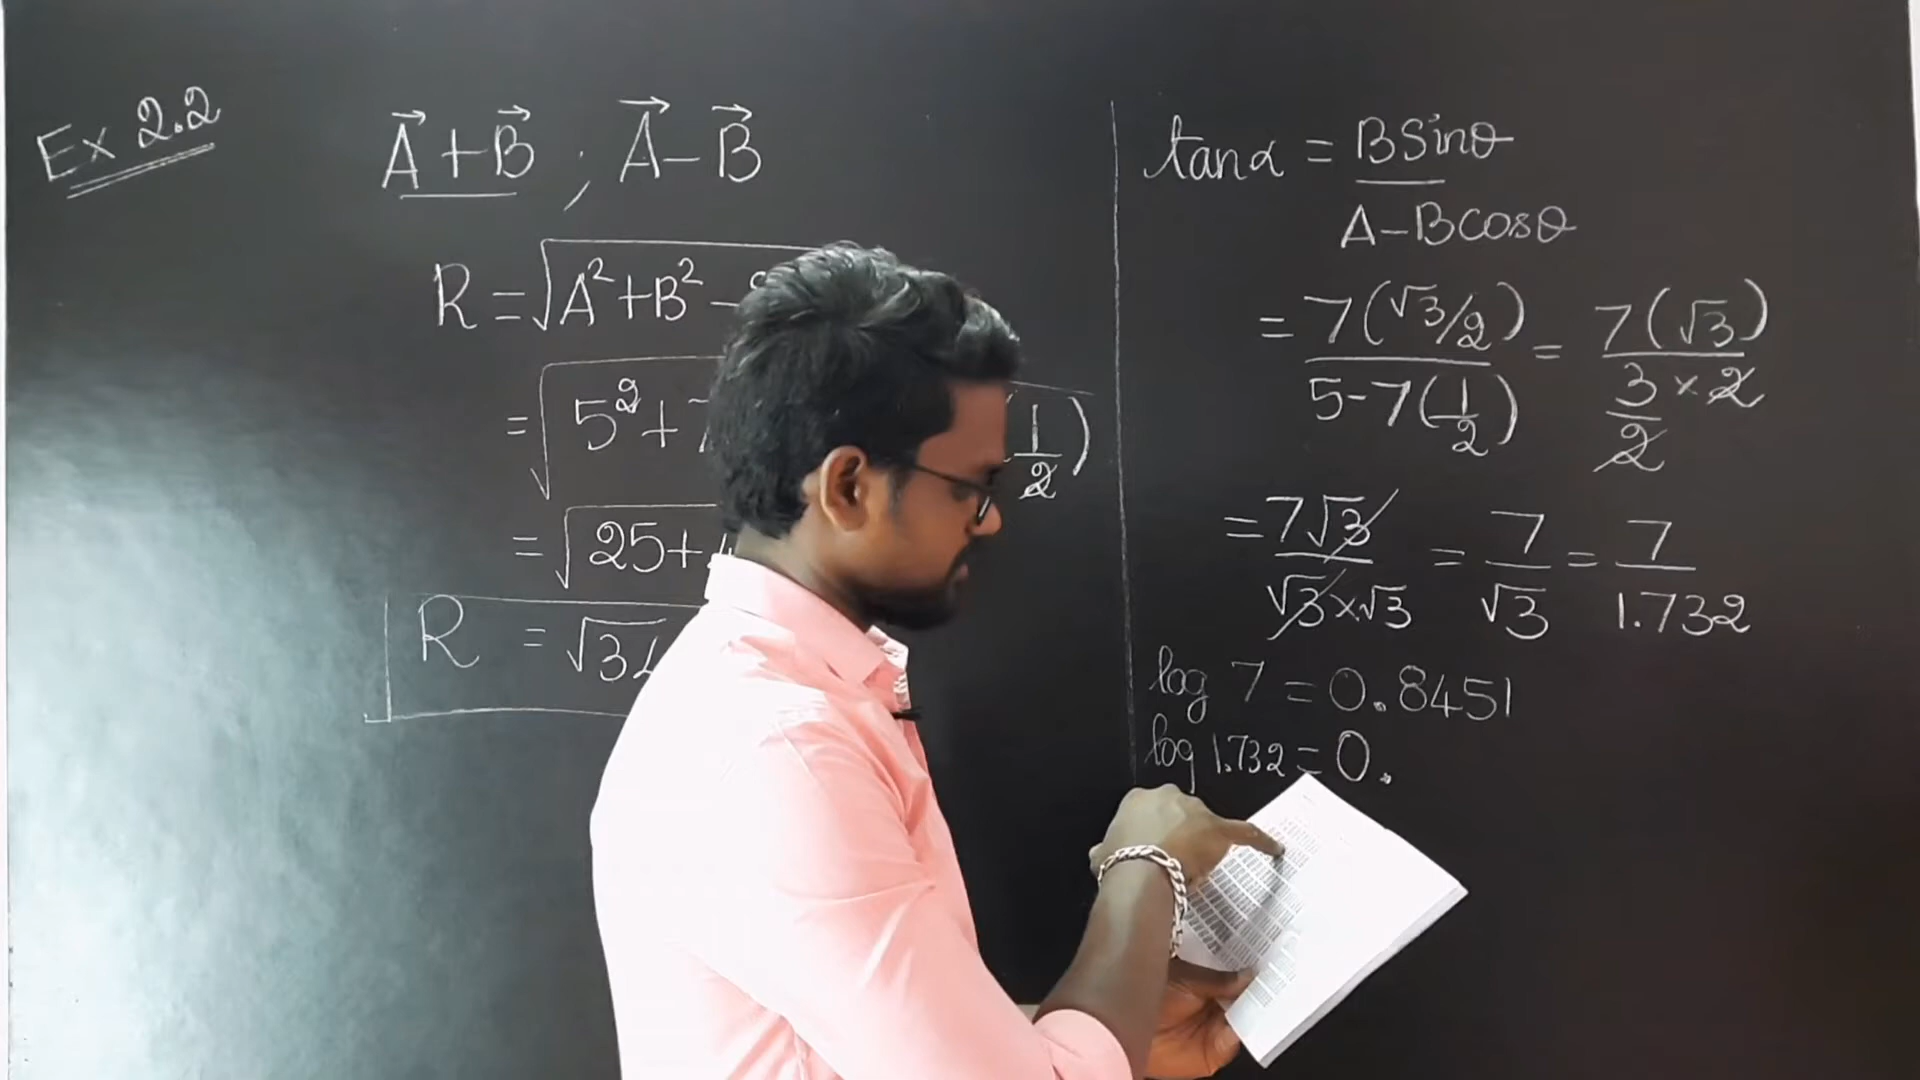 Ex 2.2
A⃗ + B⃗ ; A⃗ - B⃗
R = √A² + B² -
= √5² + 1/2)
= √25 +
R = √3
tanα = BSinθ / A-Bcosθ
= 7(√3/2) / 5-7(1/2) = 7(√3) / 3/2 × 2
= 7√3 / √3×√3 = 7/√3 = 7/1.732
log 7 = 0.8451
log 1.732 = 0.